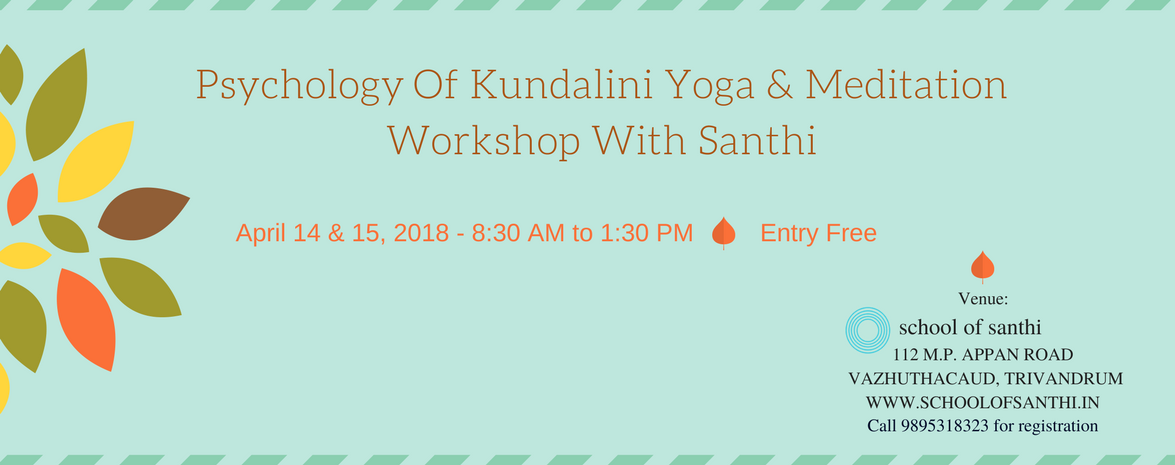 Psychology Of Kundalini Yoga & Meditation
Workshop With Santhi
April 14 & 15, 2018 - 8:30 AM to 1:30 PM Entry Free
Venue:
school of santhi
112 M.P. APPAN ROAD
VAZHUTHACAUD, TRIVANDRUM
WWW.SCHOOLOFSANTHI.IN
Call 9895318323 for registration